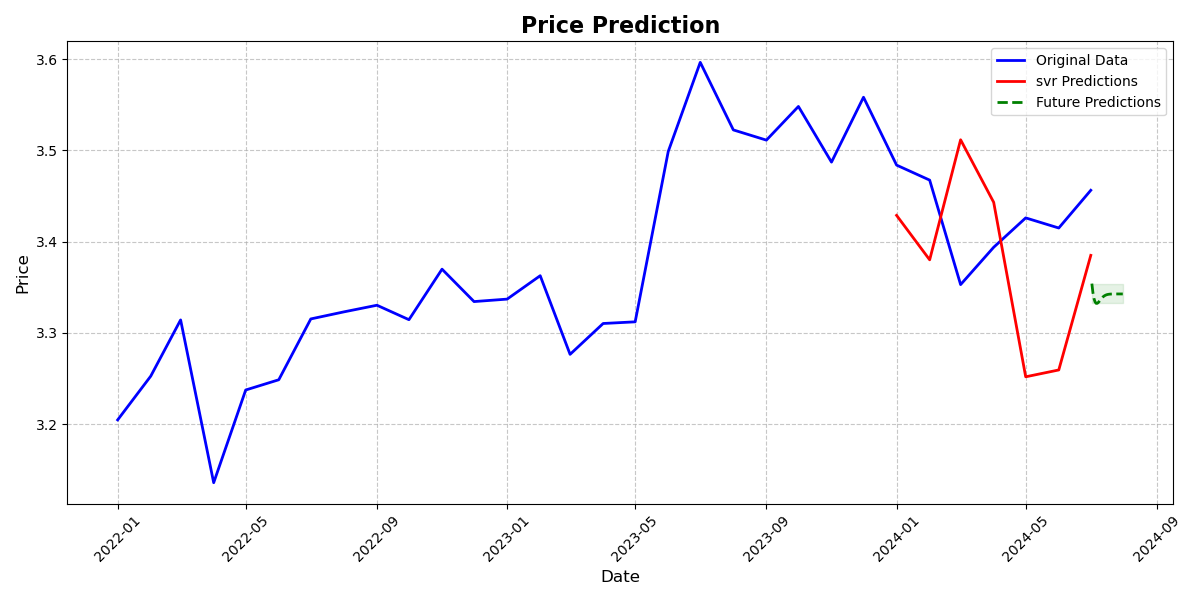 Price Prediction
Original Data
svr Predictions
Future Predictions
Price
3.6
3.5
3.4
3.3
3.2
2022-01
2022-05
2022-09
2023-01
2023-05
2023-09
2024-01
2024-05
2024-09
Date